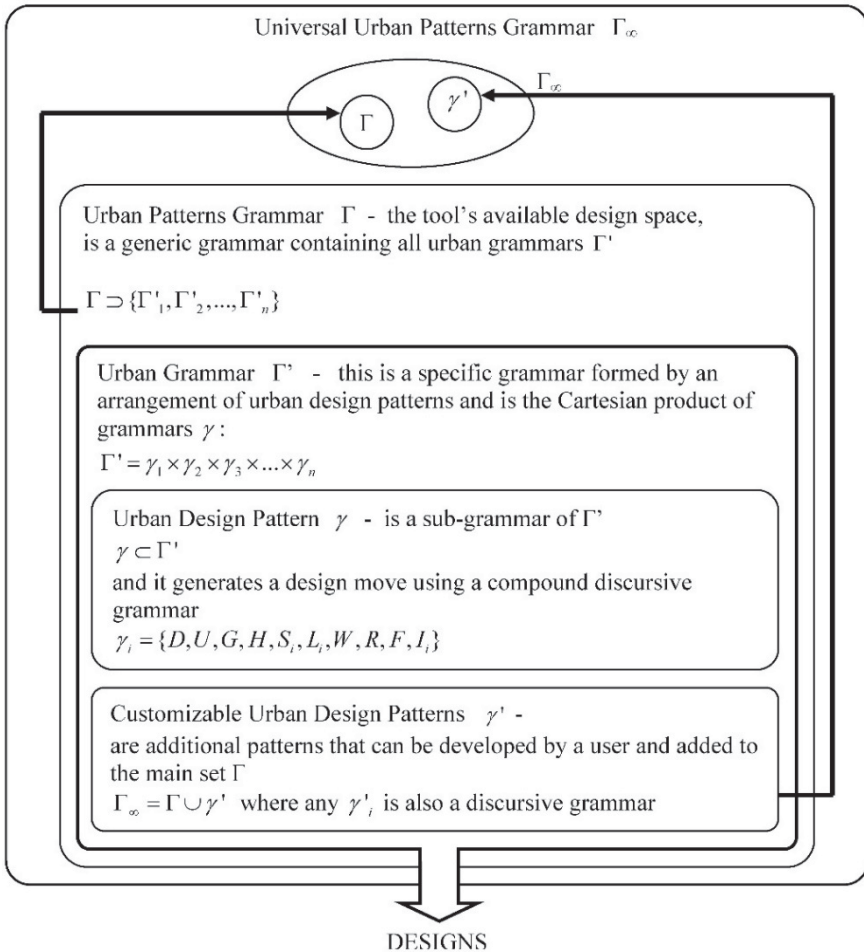 Universal Urban Patterns Grammar Γ∞
Γ∞
γ'
Γ
Urban Patterns Grammar Γ - the tool's available design space,
is a generic grammar containing all urban grammars Γ'
Γ⊃{Γ'₁,Γ'₂,...,Γ'ₙ}
Urban Grammar Γ’ - this is a specific grammar formed by an
arrangement of urban design patterns and is the Cartesian product of
grammars γ :
Γ'=γ₁×γ₂×γ₃×...×γₙ
Urban Design Pattern γ - is a sub-grammar of Γ’
γ⊂Γ'
and it generates a design move using a compound discursive
grammar
γᵢ={D,U,G,H,Sᵢ,Lᵢ,W,R,F,Iᵢ}
Customizable Urban Design Patterns γ' -
are additional patterns that can be developed by a user and added to
the main set Γ
Γ∞=Γ∪γ' where any γ'ᵢ is also a discursive grammar
DESIGNS